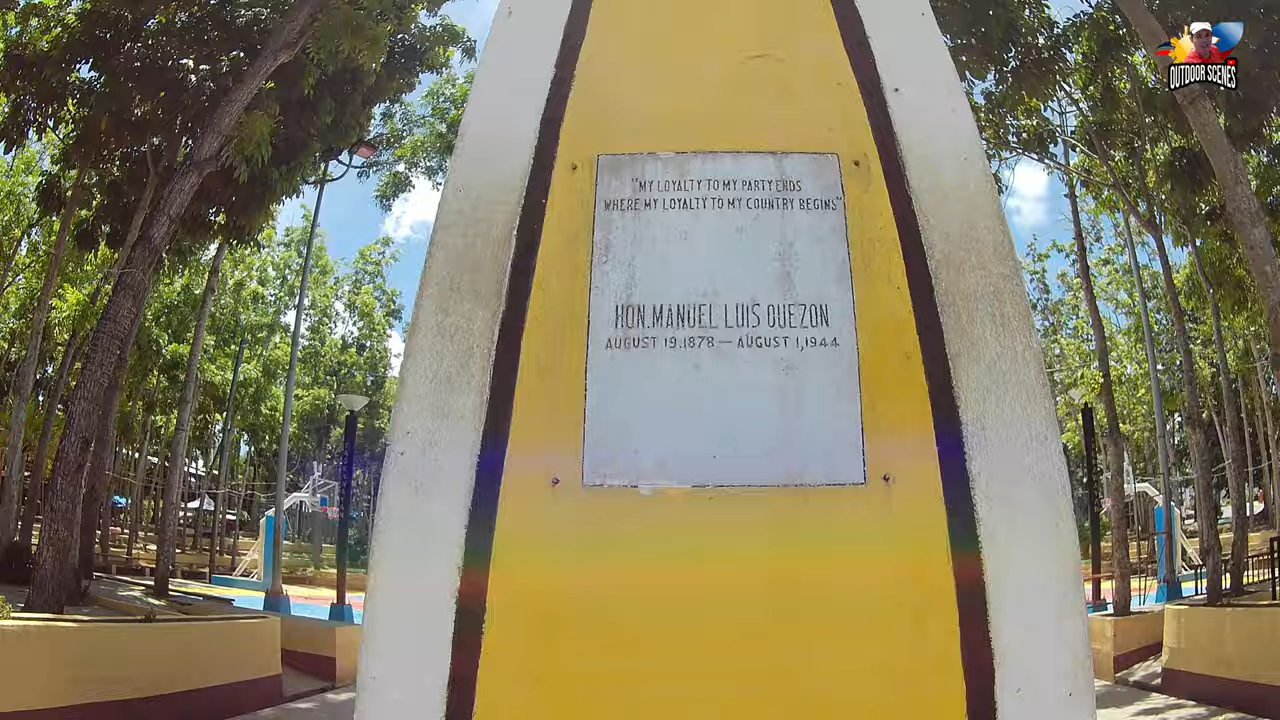 OUTDOOR SCENES
"MY LOYALTY TO MY PARTY ENDS
WHERE MY LOYALTY TO MY COUNTRY BEGINS"
HON. MANUEL LUIS QUEZON
AUGUST 19.1878 — AUGUST 1,1944